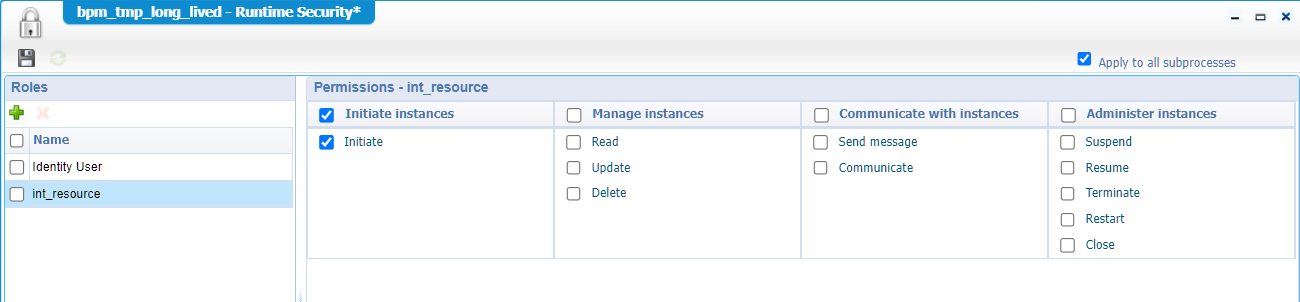 bpm_tmp_long_lived - Runtime Security*
Apply to all subprocesses
Roles
Name
Identity User
int_resource
Permissions - int_resource
Initiate instances
Manage instances
Communicate with instances
Administer instances
Initiate
Read
Send message
Suspend
Update
Communicate
Resume
Delete
Terminate
Restart
Close